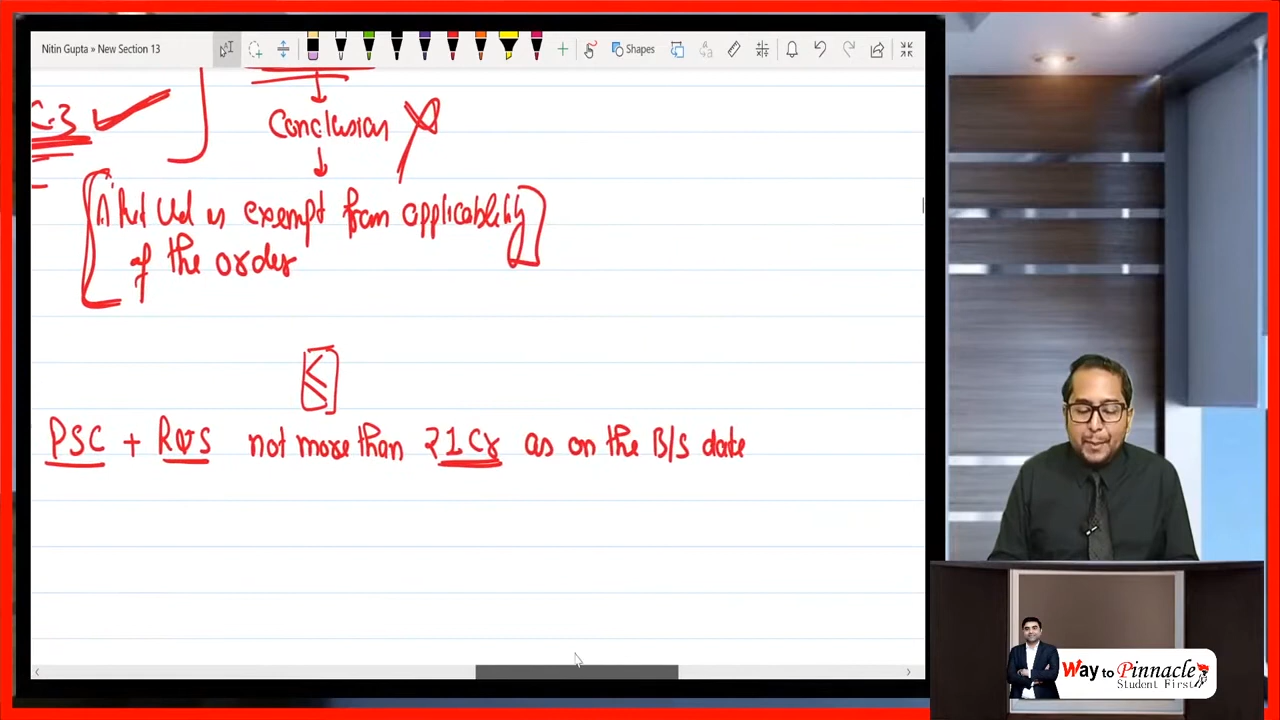 Nitin Gupta » New Section 13
Shapes
C.3
Conclusion
A Pvt Ltd is exempt from applicability
of the order
PSC + R&S not more than ₹1 Cr as on the B/S date
Way to Pinnacle
Student First